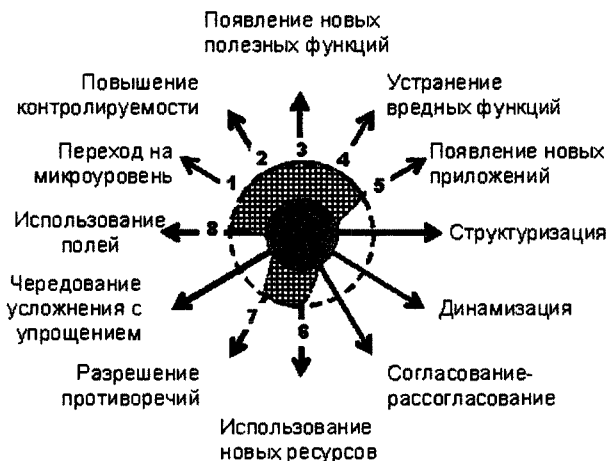 Появление новых
полезных функций
Повышение
контролируемости
Устранение
вредных функций
Переход на
микроуровень
Появление новых
приложений
Использование
полей
Структуризация
Чередование
усложнения с
упрощением
Динамизация
Разрешение
противоречий
Согласование-
рассогласование
Использование
новых ресурсов
1
2
3
4
5
6
7
8